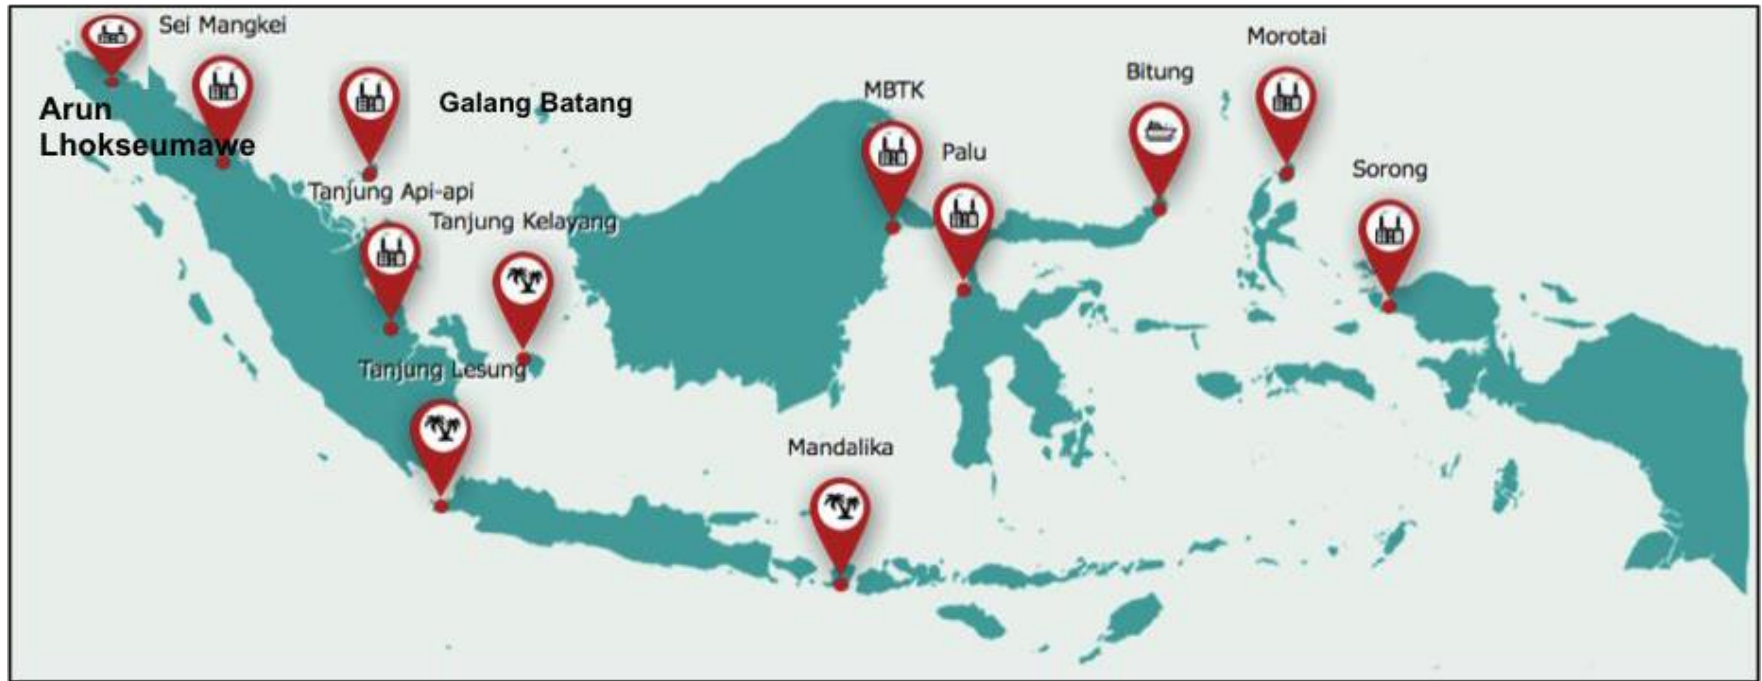 Sei Mangkei
Morotai
Bitung
MBTK
Arun
Lhokseumawe
Galang Batang
Palu
Sorong
Tanjung Api-api
Tanjung Kelayang
Tanjung Lesung
Mandalika